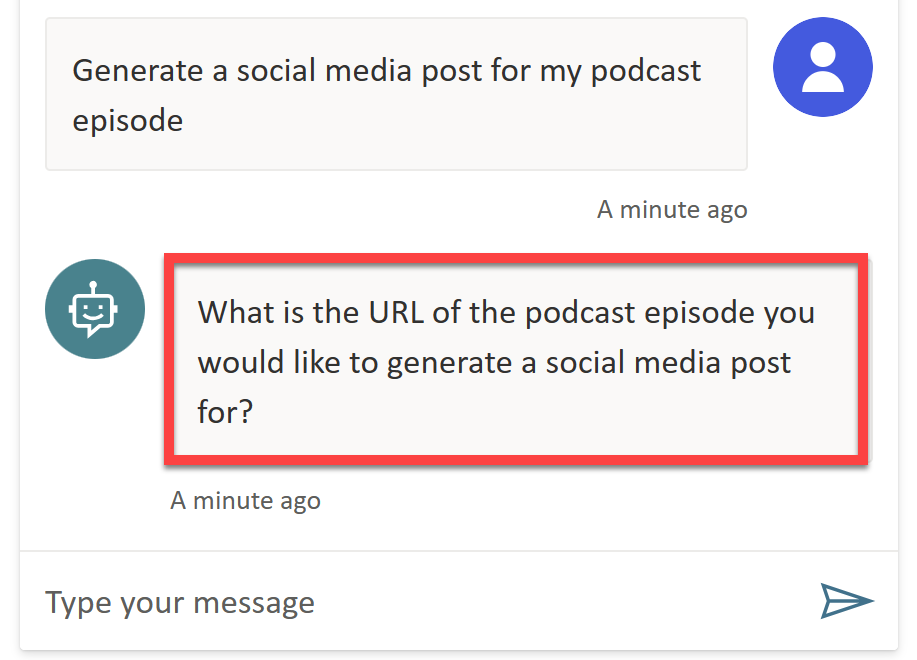 Generate a social media post for my podcast
episode
A minute ago
What is the URL of the podcast episode you
would like to generate a social media post
for?
A minute ago
Type your message